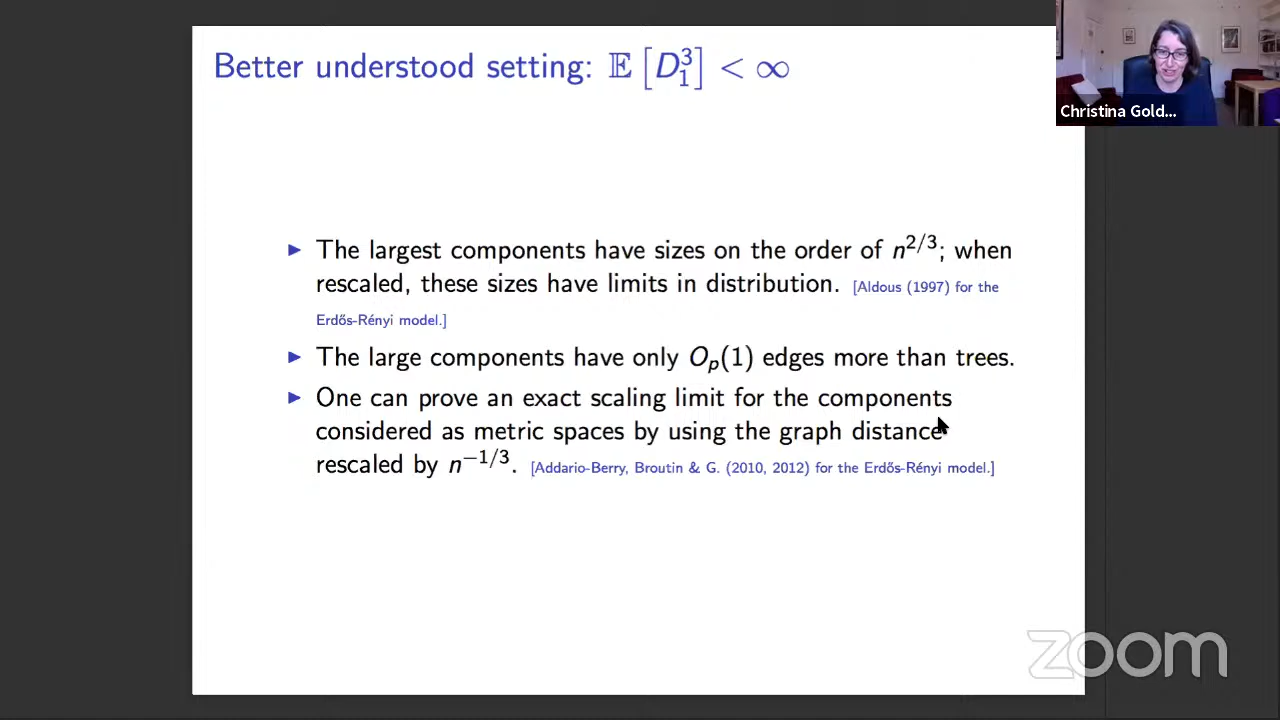 Better understood setting: 𝔼[D₁³] < ∞
Christina Gold...
▶ The largest components have sizes on the order of n^{2/3}; when
rescaled, these sizes have limits in distribution. [Aldous (1997) for the
Erdős-Rényi model.]
▶ The large components have only Oₚ(1) edges more than trees.
▶ One can prove an exact scaling limit for the components
considered as metric spaces by using the graph distance
rescaled by n^{−1/3}. [Addario-Berry, Broutin & G. (2010, 2012) for the Erdős-Rényi model.]
zoom